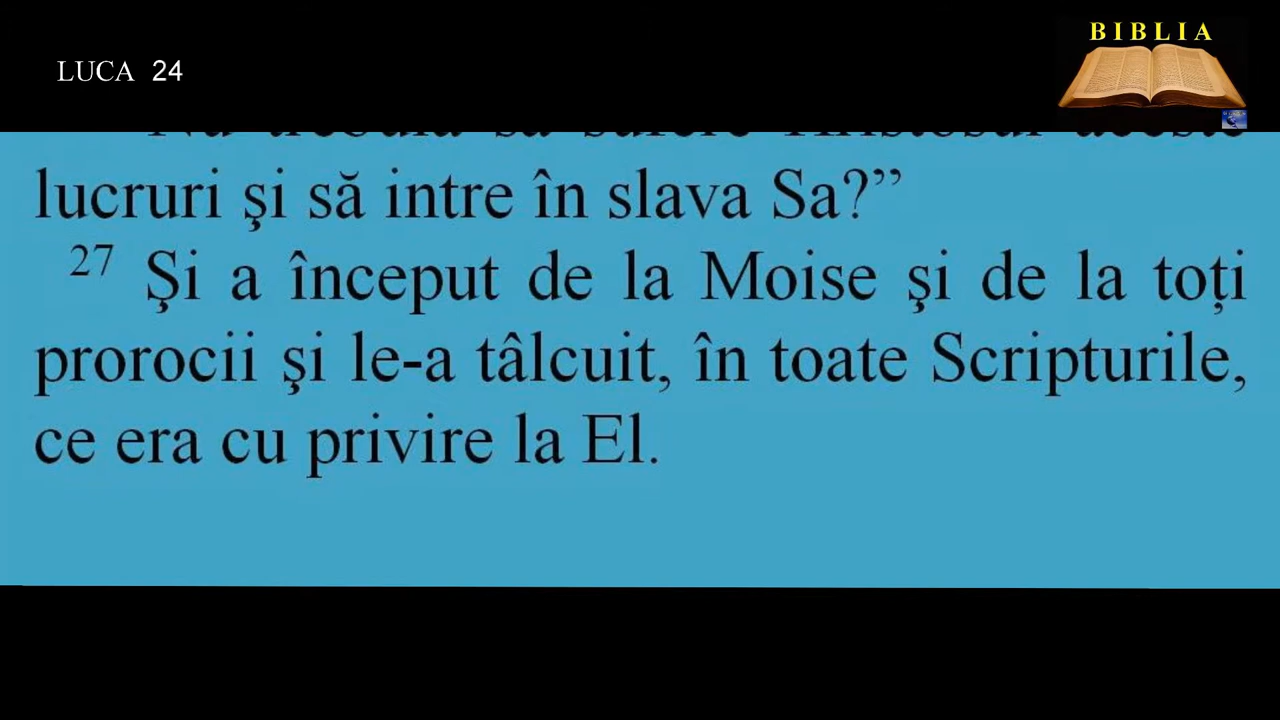 BIBLIA
LUCA 24
lucruri şi să intre în slava Sa?”
27 Şi a început de la Moise şi de la toţi
prorocii şi le-a tâlcuit, în toate Scripturile,
ce era cu privire la El.